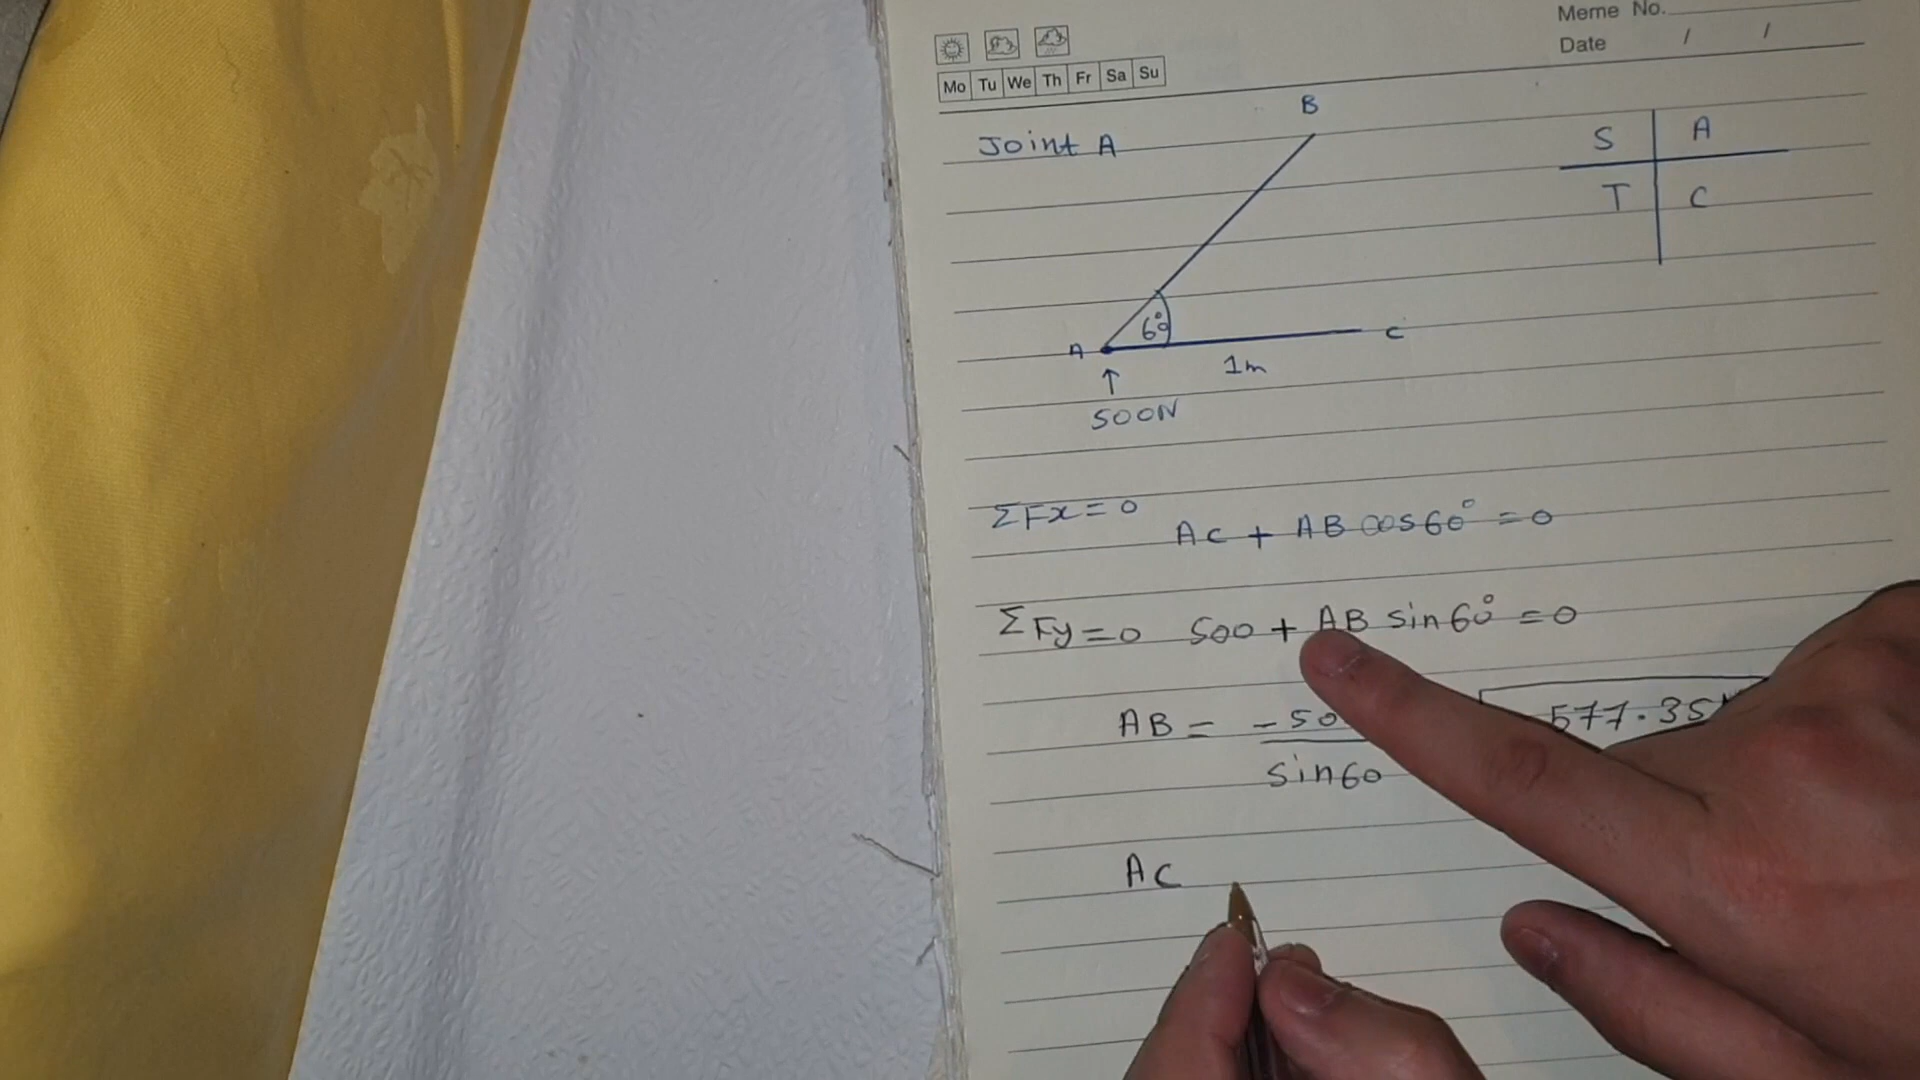 Meme No.
Date / /
Mo Tu We Th Fr Sa Su
Joint A
B
S A
T C
60°
A C
1m
↑
500N
ΣFx=0 AC + AB cos60° = 0
ΣFy=0 500 + AB sin60° = 0
AB = -50 577.35
sin60
AC